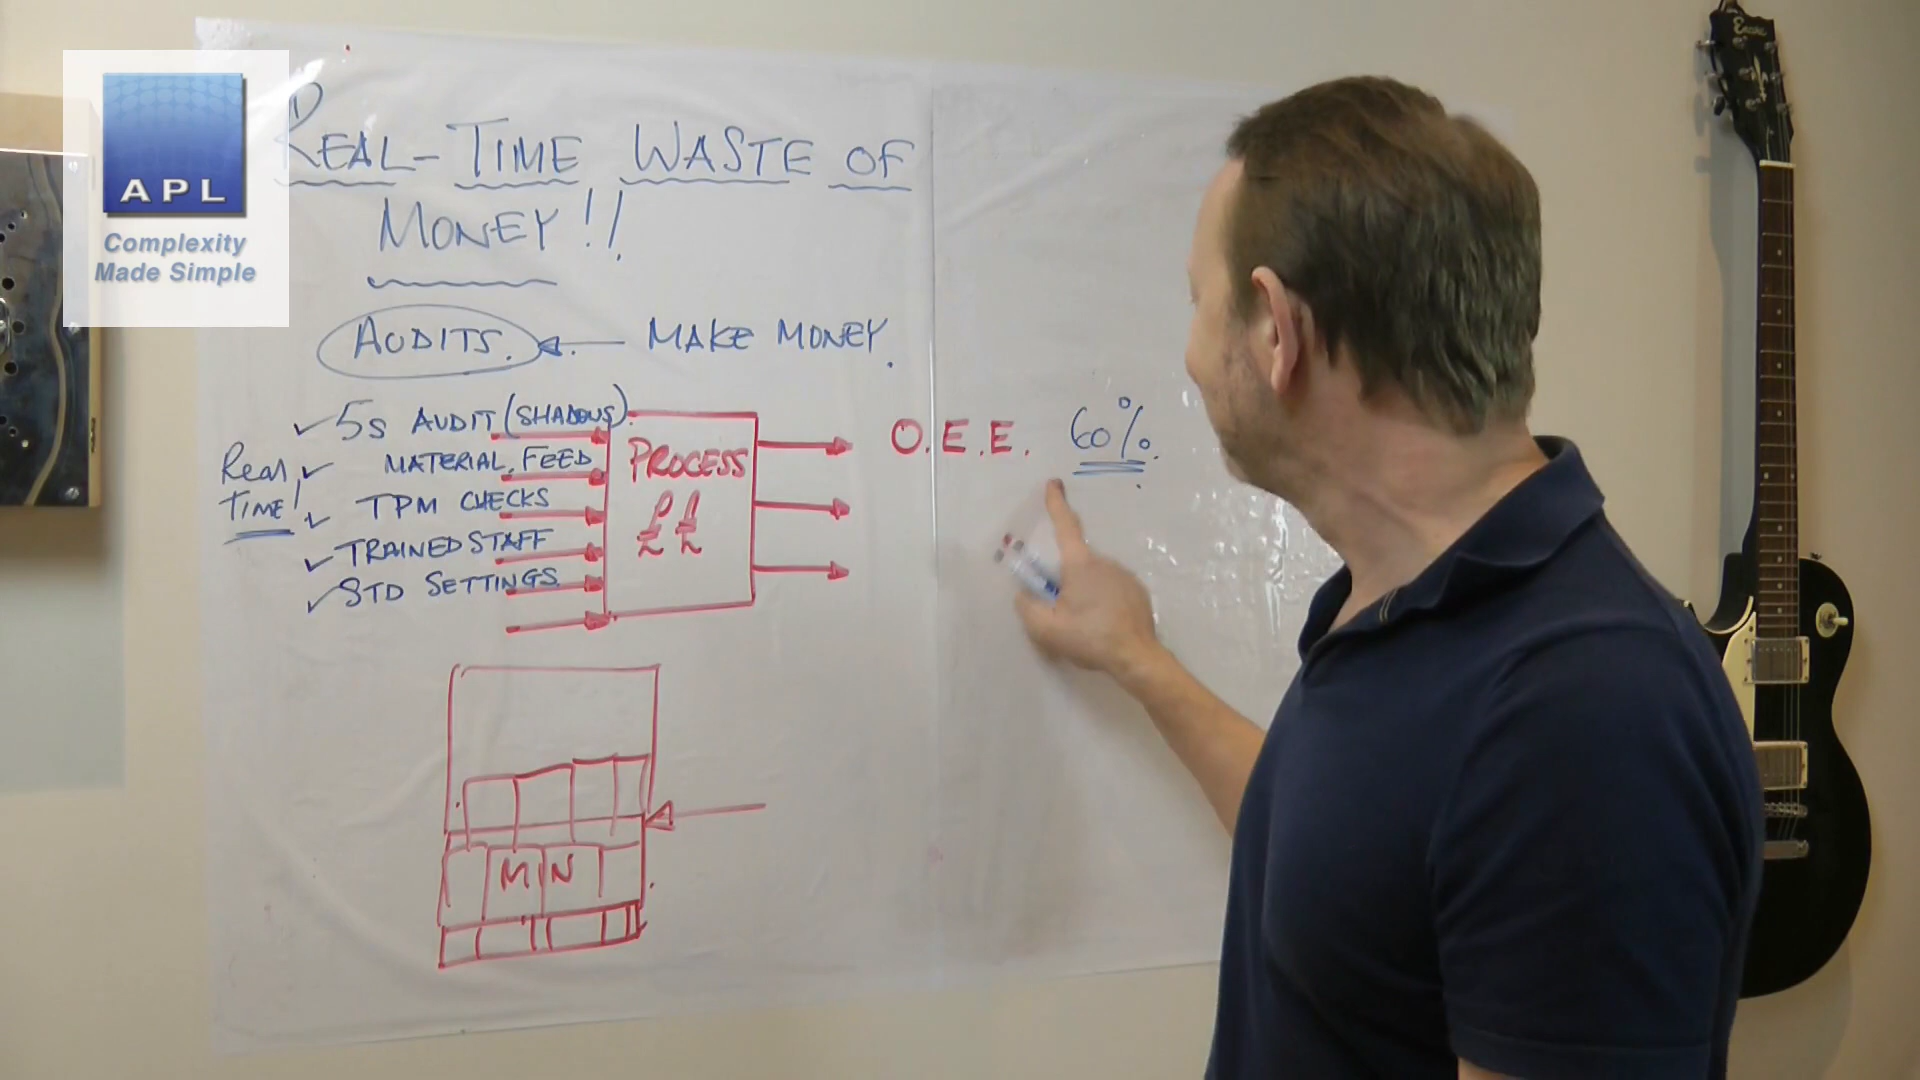 APL
Complexity
Made Simple
REAL-TIME WASTE OF
MONEY!!
AUDITS. MAKE MONEY.
Real
TIME!
5S AUDIT (SHADOWS).
MATERIAL FEED
TPM CHECKS
TRAINED STAFF
STD SETTINGS
PROCESS
££
O.E.E. 60%.
MIN
Encore